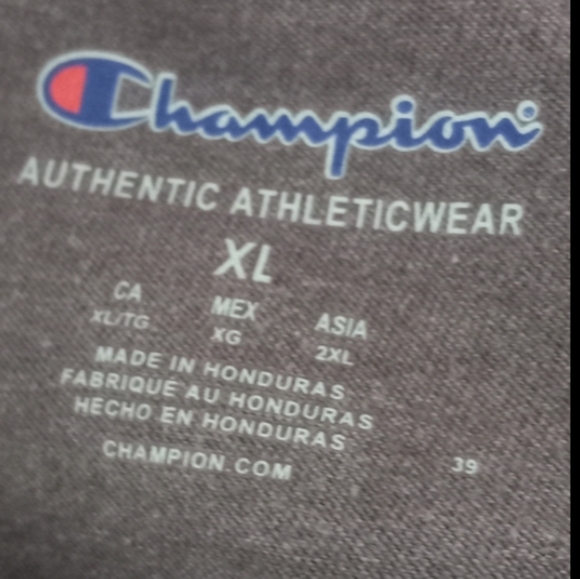 Champion®
AUTHENTIC ATHLETICWEAR
XL
CA MEX ASIA
XL/TG XG 2XL
MADE IN HONDURAS
FABRIQUÉ AU HONDURAS
HECHO EN HONDURAS
CHAMPION.COM 39